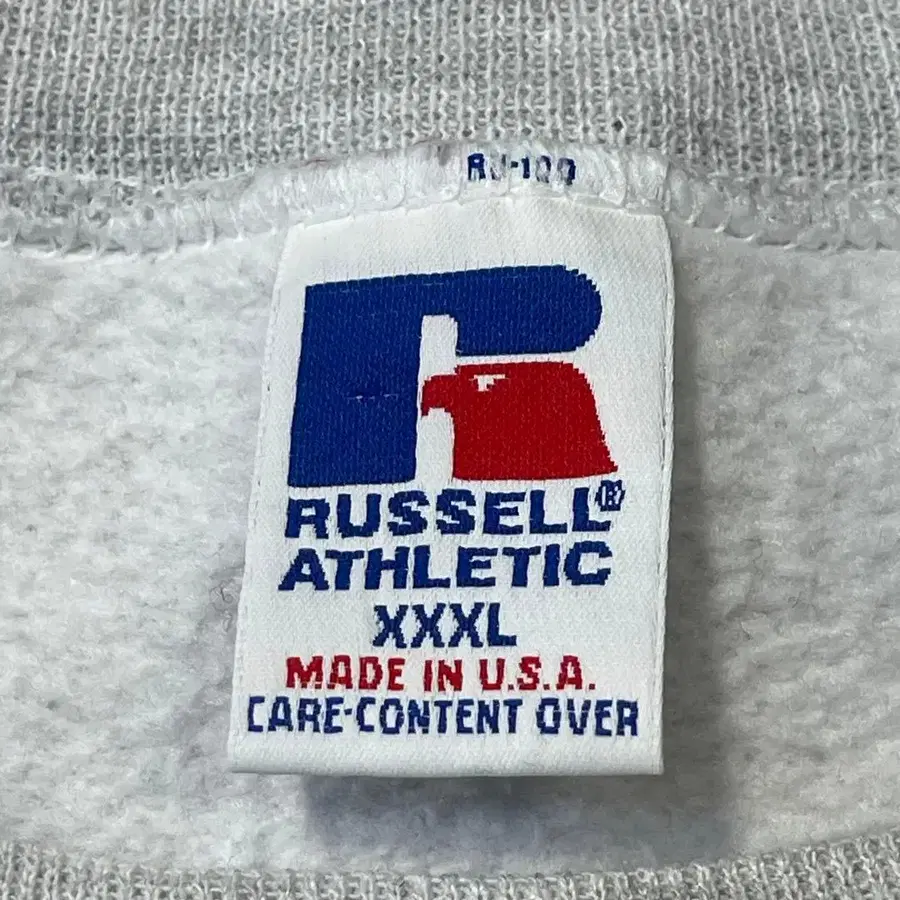 RUSSELL®
ATHLETIC
XXXL
MADE IN U.S.A.
CARE-CONTENT OVER